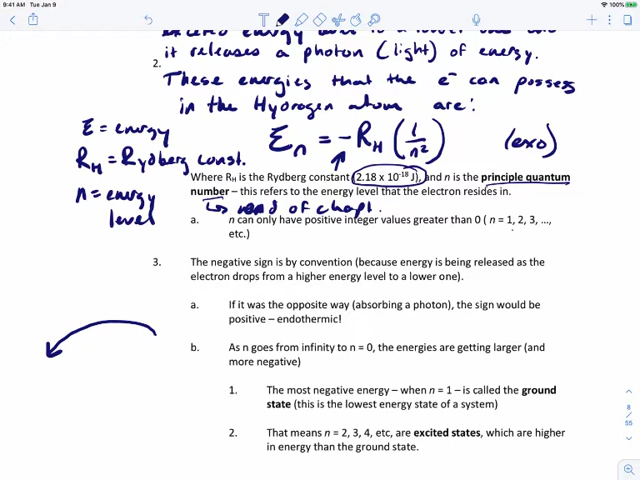 9:41 AM Tue Jan 9
100%
it releases a photon (light) of energy.
2.
These energies that the e⁻ can possess
in the Hydrogen atom are:
E = energy
Eₙ = -R_H (1/n²) (exo)
R_H = Rydberg const.
Where R_H is the Rydberg constant (2.18 x 10⁻¹⁸ J), and n is the principle quantum
n = energy
number – this refers to the energy level that the electron resides in.
level
↳ end of chapt.
a. n can only have positive integer values greater than 0 ( n = 1, 2, 3, …,
etc.)
3. The negative sign is by convention (because energy is being released as the
electron drops from a higher energy level to a lower one).
a. If it was the opposite way (absorbing a photon), the sign would be
positive – endothermic!
b. As n goes from infinity to n = 0, the energies are getting larger (and
more negative)
1. The most negative energy – when n = 1 – is called the ground
state (this is the lowest energy state of a system)
2. That means n = 2, 3, 4, etc, are excited states, which are higher
in energy than the ground state.
8
/
55